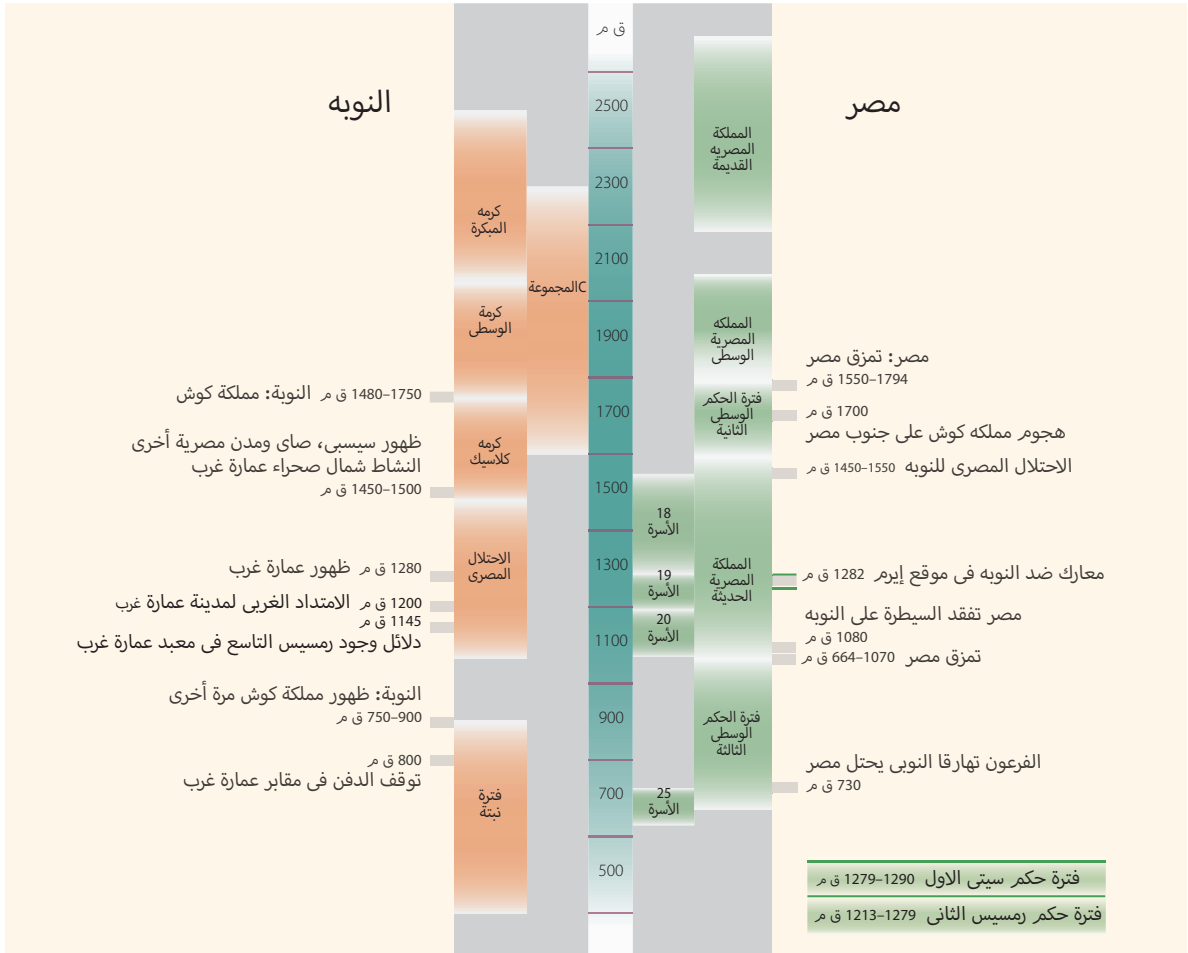 ق م
مصر
النوبه
2500
2300
2100
1900
1700
1500
1300
1100
900
700
500
المملكة
المصريه
القديمة
المملكه
المصرية
الوسطى
فترة الحكم
الوسطى
الثانية
المملكة
المصرية
الحديثة
فترة الحكم
الوسطى
الثالثة
18
الأسرة
19
الأسرة
20
الأسرة
25
الأسرة
مصر: تمزق مصر
1794–1550 ق م
1700 ق م
هجوم مملكه كوش على جنوب مصر
الاحتلال المصرى للنوبه 1550–1450 ق م
معارك ضد النوبه فى موقع إيرم 1282 ق م
مصر تفقد السيطرة على النوبه
1080 ق م
تمزق مصر 1070–664 ق م
الفرعون تهارقا النوبى يحتل مصر
730 ق م
فترة حكم سيتى الاول 1290–1279 ق م
فترة حكم رمسيس الثانى 1279–1213 ق م
المجموعةC
كرمه
المبكرة
كرمة
الوسطى
كرمه
كلاسيك
الاحتلال
المصرى
فترة
نبتة
1750–1480 ق م النوبة: مملكة كوش
ظهور سيسبى، صاى ومدن مصرية أخرى
النشاط شمال صحراء عمارة غرب
1500–1450 ق م
1280 ق م ظهور عمارة غرب
1200 ق م الامتداد الغربى لمدينة عمارة غرب
1145 ق م
دلائل وجود رمسيس التاسع فى معبد عمارة غرب
النوبة: ظهور مملكة كوش مرة أخرى
900–750 ق م
800 ق م
توقف الدفن فى مقابر عمارة غرب